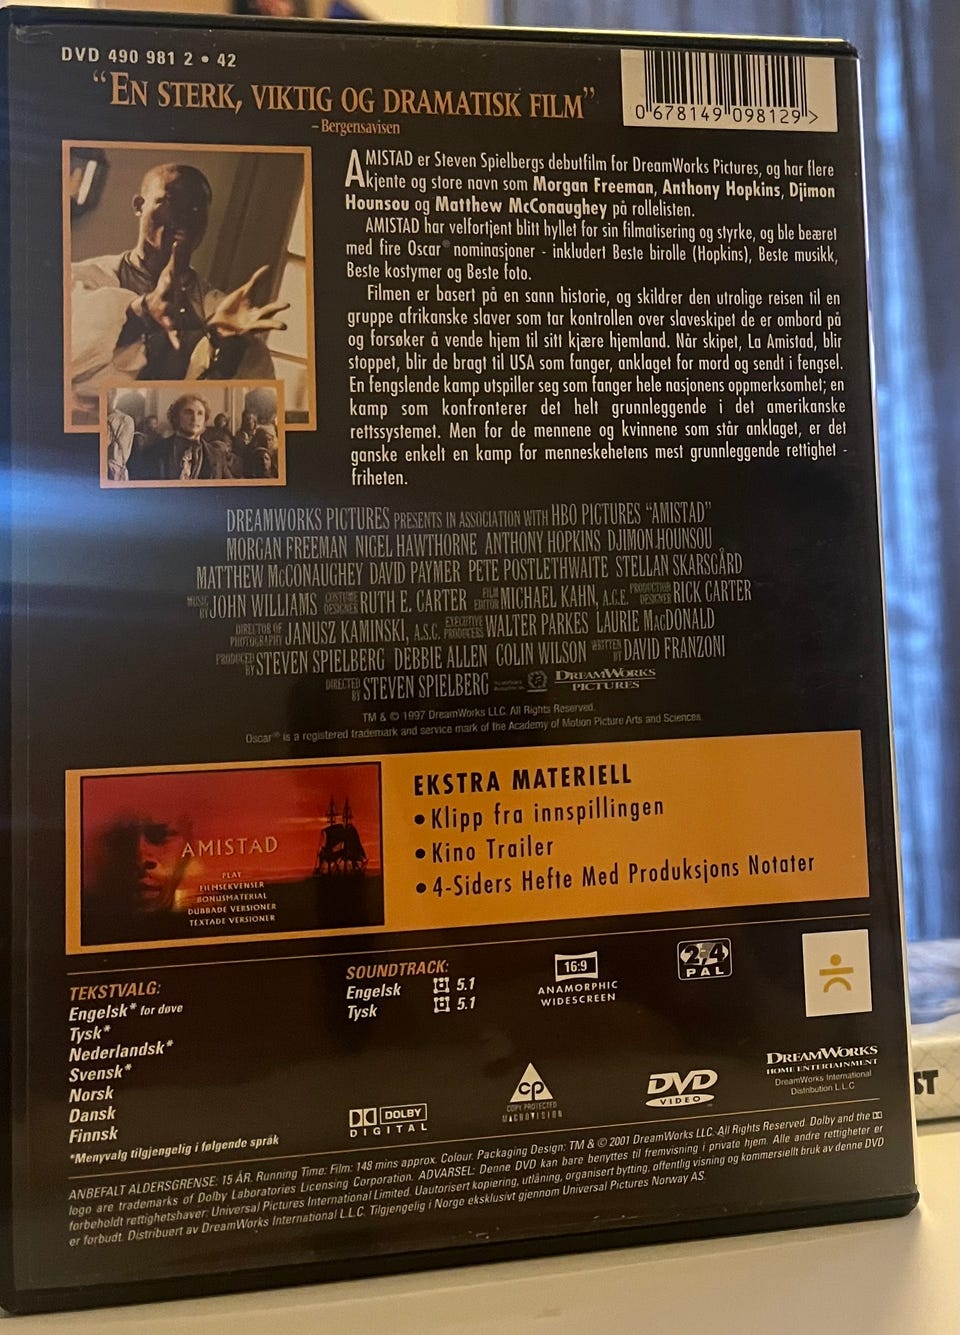 DVD 490 981 2 • 42
“EN STERK, VIKTIG OG DRAMATISK FILM”
–Bergensavisen
0 678149 098129 >
AMISTAD er Steven Spielbergs debutfilm for DreamWorks Pictures, og har flere
kjente og store navn som Morgan Freeman, Anthony Hopkins, Djimon
Hounsou og Matthew McConaughey på rollelisten.
AMISTAD har velfortjent blitt hyllet for sin filmatisering og styrke, og ble beæret
med fire Oscar® nominasjoner - inkludert Beste birolle (Hopkins), Beste musikk,
Beste kostymer og Beste foto.
Filmen er basert på en sann historie, og skildrer den utrolige reisen til en
gruppe afrikanske slaver som tar kontrollen over slaveskipet de er ombord på
og forsøker å vende hjem til sitt kjære hjemland. Når skipet, La Amistad, blir
stoppet, blir de bragt til USA som fanger, anklaget for mord og sendt i fengsel.
En fengslende kamp utspiller seg som fanger hele nasjonens oppmerksomhet; en
kamp som konfronterer det helt grunnleggende i det amerikanske
rettssystemet. Men for de mennene og kvinnene som står anklaget, er det
ganske enkelt en kamp for menneskehetens mest grunnleggende rettighet -
friheten.
DREAMWORKS PICTURES PRESENTS IN ASSOCIATION WITH HBO PICTURES “AMISTAD”
MORGAN FREEMAN NIGEL HAWTHORNE ANTHONY HOPKINS DJIMON HOUNSOU
MATTHEW McCONAUGHEY DAVID PAYMER PETE POSTLETHWAITE STELLAN SKARSGÅRD
MUSIC BY JOHN WILLIAMS COSTUME DESIGNER RUTH E. CARTER FILM EDITOR MICHAEL KAHN, A.C.E. PRODUCTION DESIGNER RICK CARTER
DIRECTOR OF PHOTOGRAPHY JANUSZ KAMINSKI, A.S.C. EXECUTIVE PRODUCERS WALTER PARKES LAURIE MacDONALD
PRODUCED BY STEVEN SPIELBERG DEBBIE ALLEN COLIN WILSON WRITTEN BY DAVID FRANZONI
DIRECTED BY STEVEN SPIELBERG DREAMWORKS PICTURES
TM & © 1997 DreamWorks LLC. All Rights Reserved.
Oscar® is a registered trademark and service mark of the Academy of Motion Picture Arts and Sciences.
AMISTAD
PLAY
FILMSEKVENSER
BONUSMATERIAL
DUBBADE VERSIONER
TEXTADE VERSIONER
EKSTRA MATERIELL
• Klipp fra innspillingen
• Kino Trailer
• 4-Siders Hefte Med Produksjons Notater
TEKSTVALG:
Engelsk* for døve
Tysk*
Nederlandsk*
Svensk*
Norsk
Dansk
Finnsk
*Menyvalg tilgjengelig i følgende språk
SOUNDTRACK:
Engelsk 5.1
Tysk 5.1
16:9
ANAMORPHIC
WIDESCREEN
2+4
PAL
DOLBY
DIGITAL
CP
COPY PROTECTED
MACROVISION
DVD
VIDEO
DREAMWORKS
HOME ENTERTAINMENT
DreamWorks International
Distribution L.L.C
ST
ANBEFALT ALDERSGRENSE: 15 ÅR. Running Time: Film: 148 mins approx. Colour. Packaging Design: TM & © 2001 DreamWorks LLC. All Rights Reserved. Dolby and the
logo are trademarks of Dolby Laboratories Licensing Corporation. ADVARSEL: Denne DVD kan bare benyttes til fremvisning i private hjem. Alle andre rettigheter er
forbeholdt rettighetshaver: Universal Pictures International Limited. Uautorisert kopiering, utlåning, organisert bytting, offentlig visning og kommersiellt bruk av denne DVD
er forbudt. Distribuert av DreamWorks International L.L.C. Tilgjengelig i Norge eksklusivt gjennom Universal Pictures Norway AS.